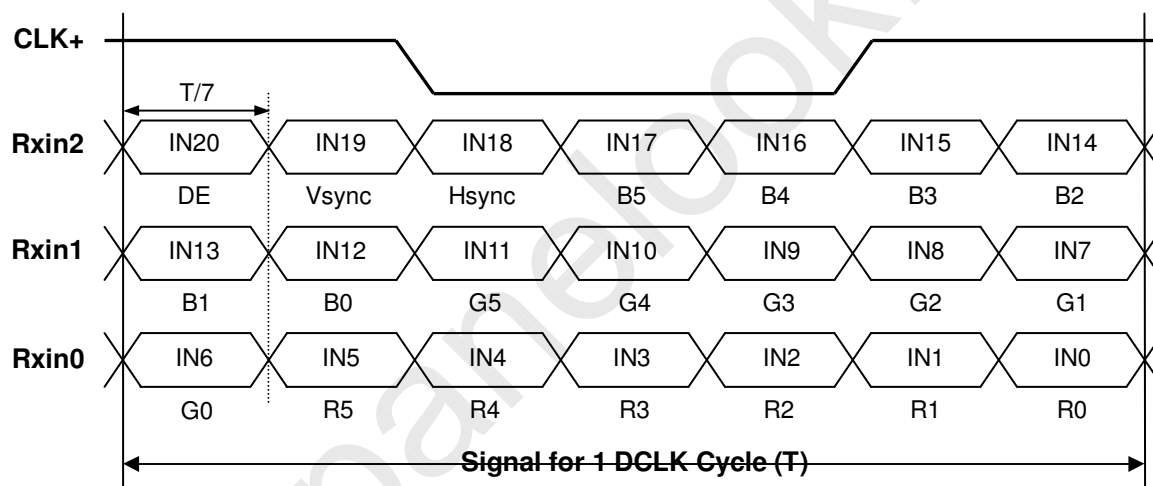 CLK+
T/7
Rxin2 IN20 IN19 IN18 IN17 IN16 IN15 IN14
DE Vsync Hsync B5 B4 B3 B2
Rxin1 IN13 IN12 IN11 IN10 IN9 IN8 IN7
B1 B0 G5 G4 G3 G2 G1
Rxin0 IN6 IN5 IN4 IN3 IN2 IN1 IN0
G0 R5 R4 R3 R2 R1 R0
Signal for 1 DCLK Cycle (T)
panelook